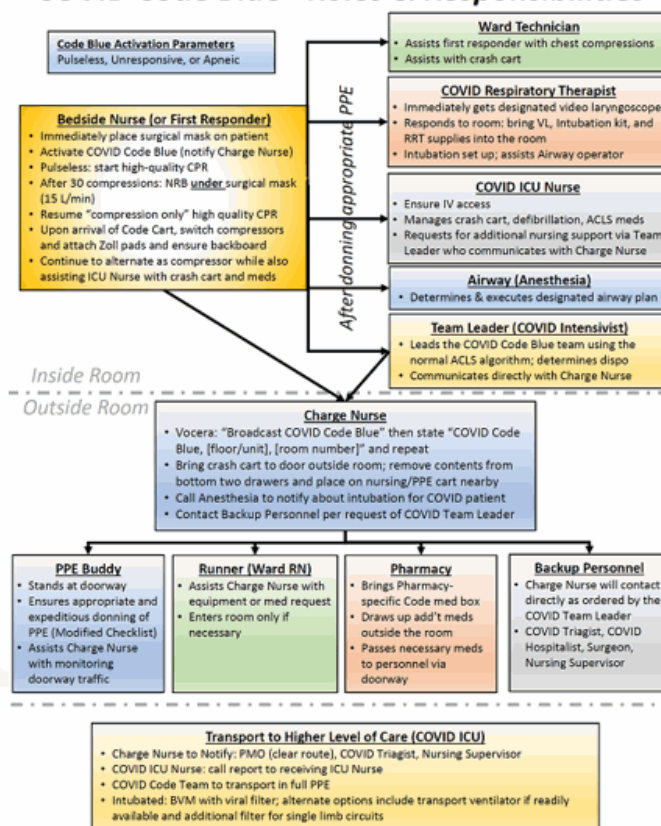 Code Blue Activation Parameters
Pulseless, Unresponsive, or Apneic
Bedside Nurse (or First Responder)
• Immediately place surgical mask on patient
• Activate COVID Code Blue (notify Charge Nurse)
• Pulseless: start high-quality CPR
• After 30 compressions: NRB under surgical mask
(15 L/min)
• Resume "compression only" high quality CPR
• Upon arrival of Code Cart, switch compressors
and attach Zoll pads and ensure backboard
• Continue to alternate as compressor while also
assisting ICU Nurse with crash cart and meds
After donning appropriate PPE
Ward Technician
• Assists first responder with chest compressions
• Assists with crash cart
COVID Respiratory Therapist
• Immediately gets designated video laryngoscope
• Responds to room: bring VL, Intubation kit, and
RRT supplies into the room
• Intubation set up; assists Airway operator
COVID ICU Nurse
• Ensure IV access
• Manages crash cart, defibrillation, ACLS meds
• Requests for additional nursing support via Team
Leader who communicates with Charge Nurse
Airway (Anesthesia)
• Determines & executes designated airway plan
Team Leader (COVID Intensivist)
• Leads the COVID Code Blue team using the
normal ACLS algorithm; determines dispo
• Communicates directly with Charge Nurse
Inside Room
Outside Room
Charge Nurse
• Vocera: "Broadcast COVID Code Blue" then state "COVID Code
Blue, [floor/unit], [room number]" and repeat
• Bring crash cart to door outside room; remove contents from
bottom two drawers and place on nursing/PPE cart nearby
• Call Anesthesia to notify about intubation for COVID patient
• Contact Backup Personnel per request of COVID Team Leader
PPE Buddy
• Stands at doorway
• Ensures appropriate and
expeditious donning of
PPE (Modified Checklist)
• Assists Charge Nurse
with monitoring
doorway traffic
Runner (Ward RN)
• Assists Charge Nurse with
equipment or med request
• Enters room only if
necessary
Pharmacy
• Brings Pharmacy-
specific Code med box
• Draws up add't meds
outside the room
• Passes necessary meds
to personnel via
doorway
Backup Personnel
• Charge Nurse will contact
directly as ordered by the
COVID Team Leader
• COVID Triagist, COVID
Hospitalist, Surgeon,
Nursing Supervisor
Transport to Higher Level of Care (COVID ICU)
• Charge Nurse to Notify: PMO (clear route), COVID Triagist, Nursing Supervisor
• COVID ICU Nurse: call report to receiving ICU Nurse
• COVID Code Team to transport in full PPE
• Intubated: BVM with viral filter; alternate options include transport ventilator if readily
available and additional filter for single limb circuits